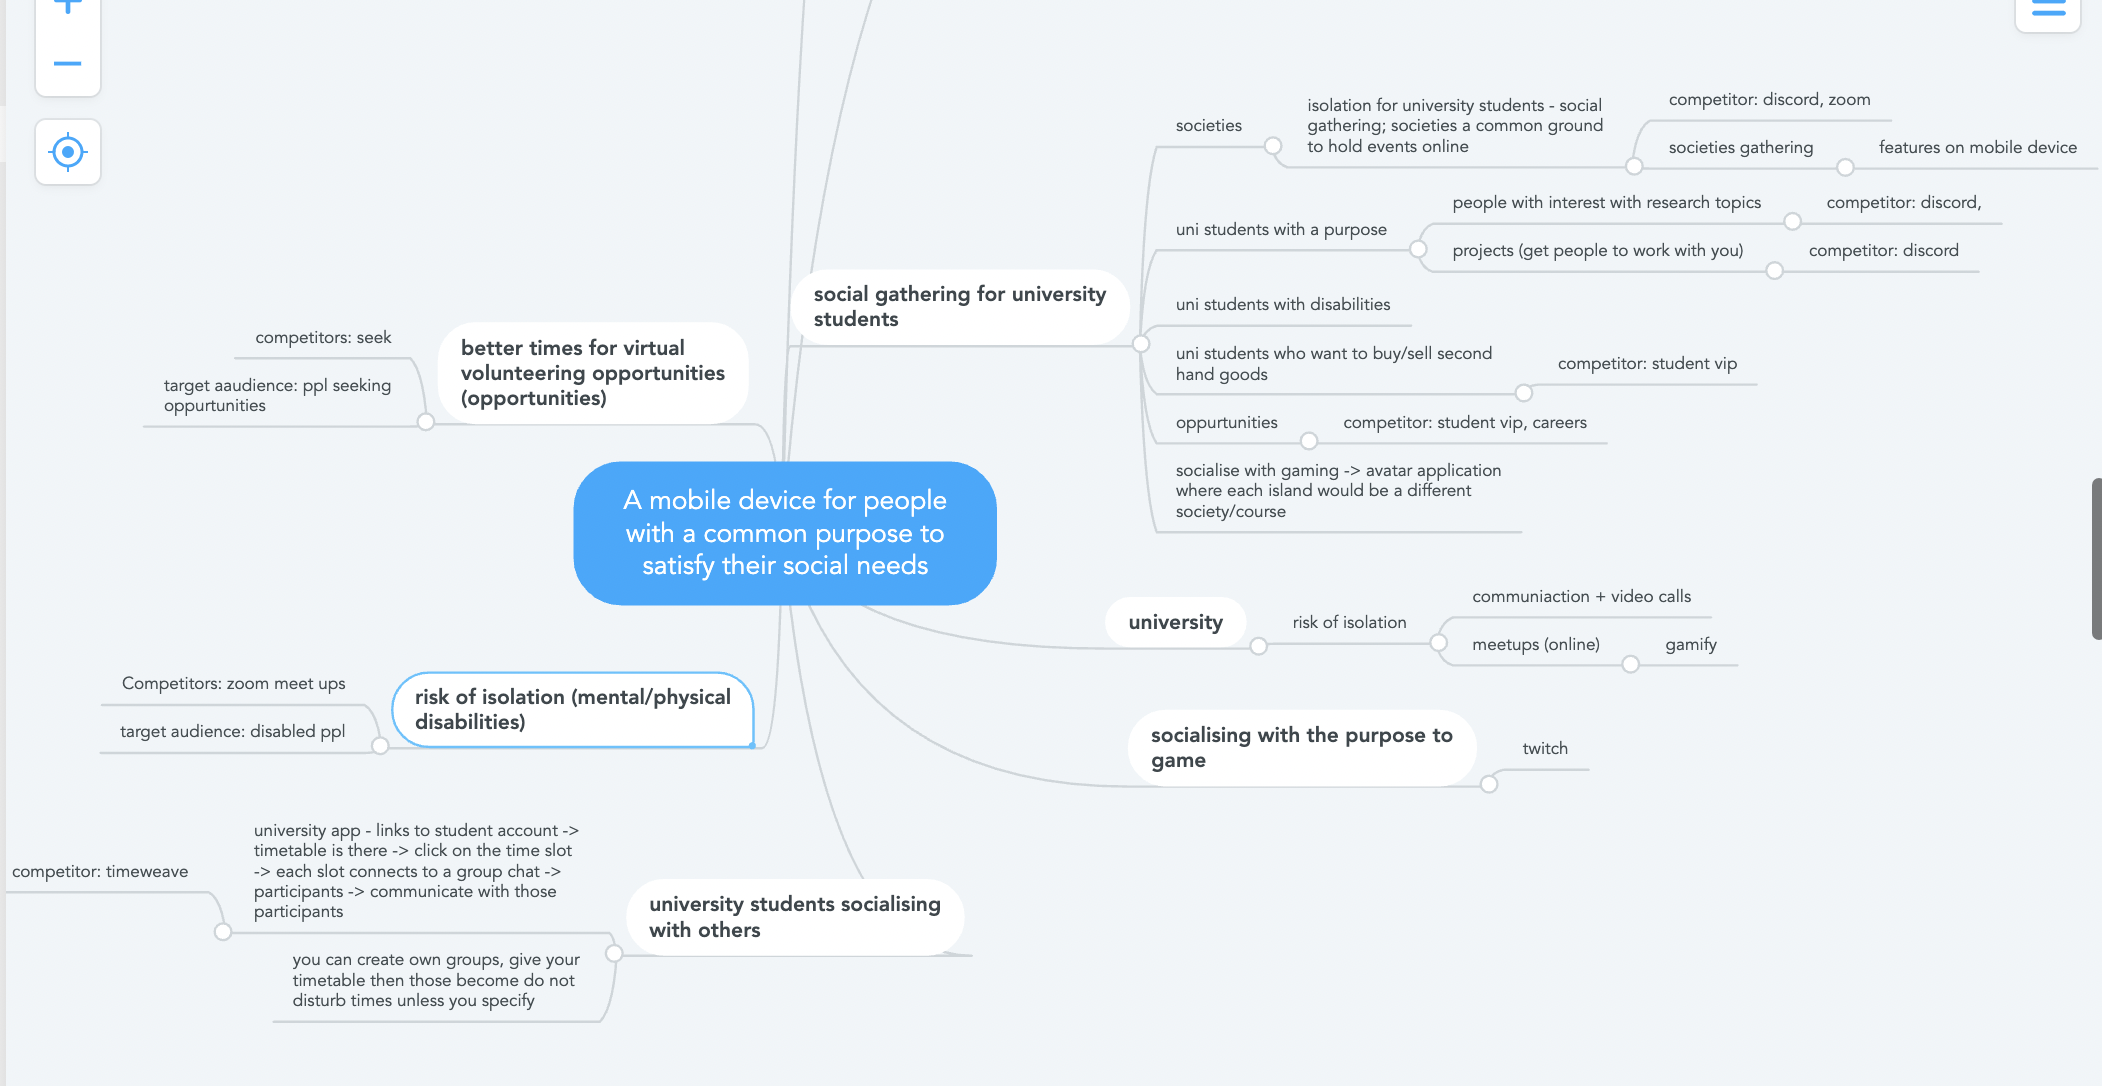 A mobile device for people
with a common purpose to
satisfy their social needs
social gathering for university
students
societies
isolation for university students - social
gathering; societies a common ground
to hold events online
competitor: discord, zoom
societies gathering
features on mobile device
uni students with a purpose
people with interest with research topics
competitor: discord,
projects (get people to work with you)
competitor: discord
uni students with disabilities
uni students who want to buy/sell second
hand goods
competitor: student vip
oppurtunities
competitor: student vip, careers
socialise with gaming -> avatar application
where each island would be a different
society/course
university
risk of isolation
communiaction + video calls
meetups (online)
gamify
socialising with the purpose to
game
twitch
better times for virtual
volunteering opportunities
(opportunities)
competitors: seek
target aaudience: ppl seeking
oppurtunities
risk of isolation (mental/physical
disabilities)
Competitors: zoom meet ups
target audience: disabled ppl
university students socialising
with others
university app - links to student account ->
timetable is there -> click on the time slot
-> each slot connects to a group chat ->
participants -> communicate with those
participants
competitor: timeweave
you can create own groups, give your
timetable then those become do not
disturb times unless you specify